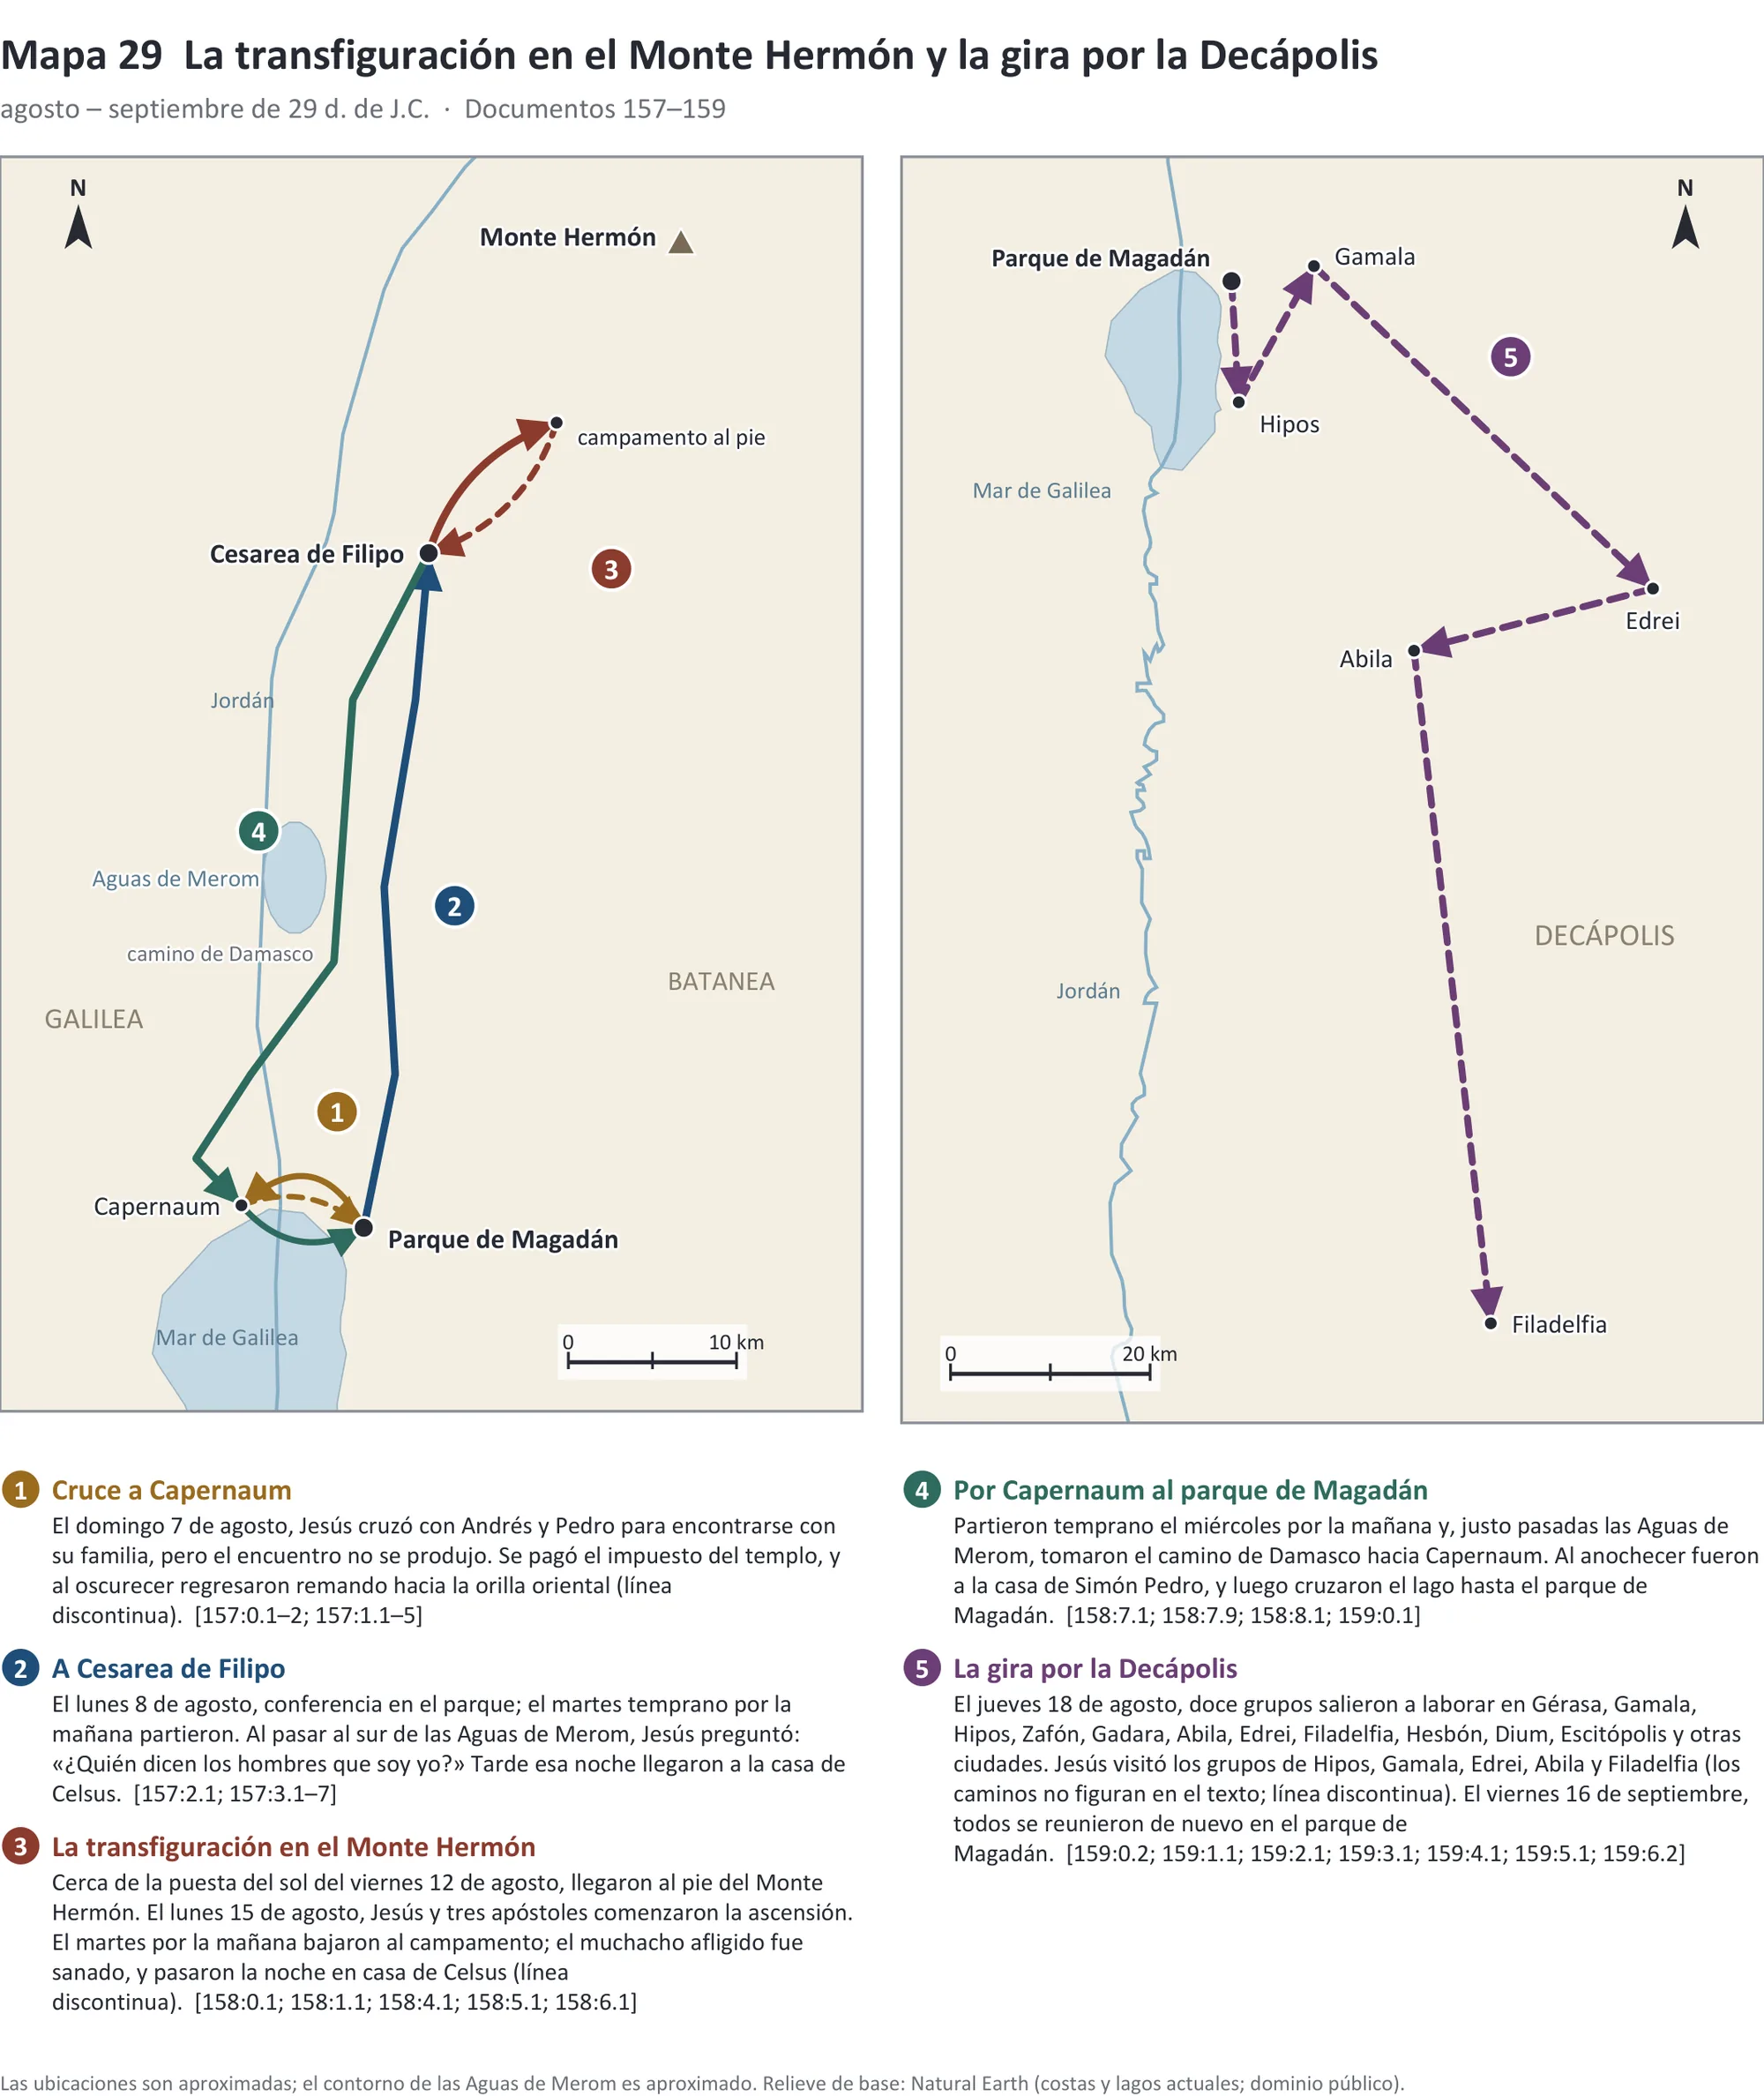 Mapa 29 La transfiguración en el Monte Hermón y la gira por la Decápolis
agosto – septiembre de 29 d. de J.C. · Documentos 157–159
N
Monte Hermón
campamento al pie
Cesarea de Filipo
3
Jordán
4
Aguas de Merom
2
camino de Damasco
BATANEA
GALILEA
1
Capernaum
Parque de Magadán
Mar de Galilea
0 10 km
N
Parque de Magadán
Gamala
5
Hipos
Mar de Galilea
Edrei
Abila
DECÁPOLIS
Jordán
Filadelfia
0 20 km
1 Cruce a Capernaum
El domingo 7 de agosto, Jesús cruzó con Andrés y Pedro para encontrarse con
su familia, pero el encuentro no se produjo. Se pagó el impuesto del templo, y
al oscurecer regresaron remando hacia la orilla oriental (línea
discontinua). [157:0.1–2; 157:1.1–5]
2 A Cesarea de Filipo
El lunes 8 de agosto, conferencia en el parque; el martes temprano por la
mañana partieron. Al pasar al sur de las Aguas de Merom, Jesús preguntó:
«¿Quién dicen los hombres que soy yo?» Tarde esa noche llegaron a la casa de
Celsus. [157:2.1; 157:3.1–7]
3 La transfiguración en el Monte Hermón
Cerca de la puesta del sol del viernes 12 de agosto, llegaron al pie del Monte
Hermón. El lunes 15 de agosto, Jesús y tres apóstoles comenzaron la ascensión.
El martes por la mañana bajaron al campamento; el muchacho afligido fue
sanado, y pasaron la noche en casa de Celsus (línea
discontinua). [158:0.1; 158:1.1; 158:4.1; 158:5.1; 158:6.1]
4 Por Capernaum al parque de Magadán
Partieron temprano el miércoles por la mañana y, justo pasadas las Aguas de
Merom, tomaron el camino de Damasco hacia Capernaum. Al anochecer fueron
a la casa de Simón Pedro, y luego cruzaron el lago hasta el parque de
Magadán. [158:7.1; 158:7.9; 158:8.1; 159:0.1]
5 La gira por la Decápolis
El jueves 18 de agosto, doce grupos salieron a laborar en Gérasa, Gamala,
Hipos, Zafón, Gadara, Abila, Edrei, Filadelfia, Hesbón, Dium, Escitópolis y otras
ciudades. Jesús visitó los grupos de Hipos, Gamala, Edrei, Abila y Filadelfia (los
caminos no figuran en el texto; línea discontinua). El viernes 16 de septiembre,
todos se reunieron de nuevo en el parque de
Magadán. [159:0.2; 159:1.1; 159:2.1; 159:3.1; 159:4.1; 159:5.1; 159:6.2]
Las ubicaciones son aproximadas; el contorno de las Aguas de Merom es aproximado. Relieve de base: Natural Earth (costas y lagos actuales; dominio público).